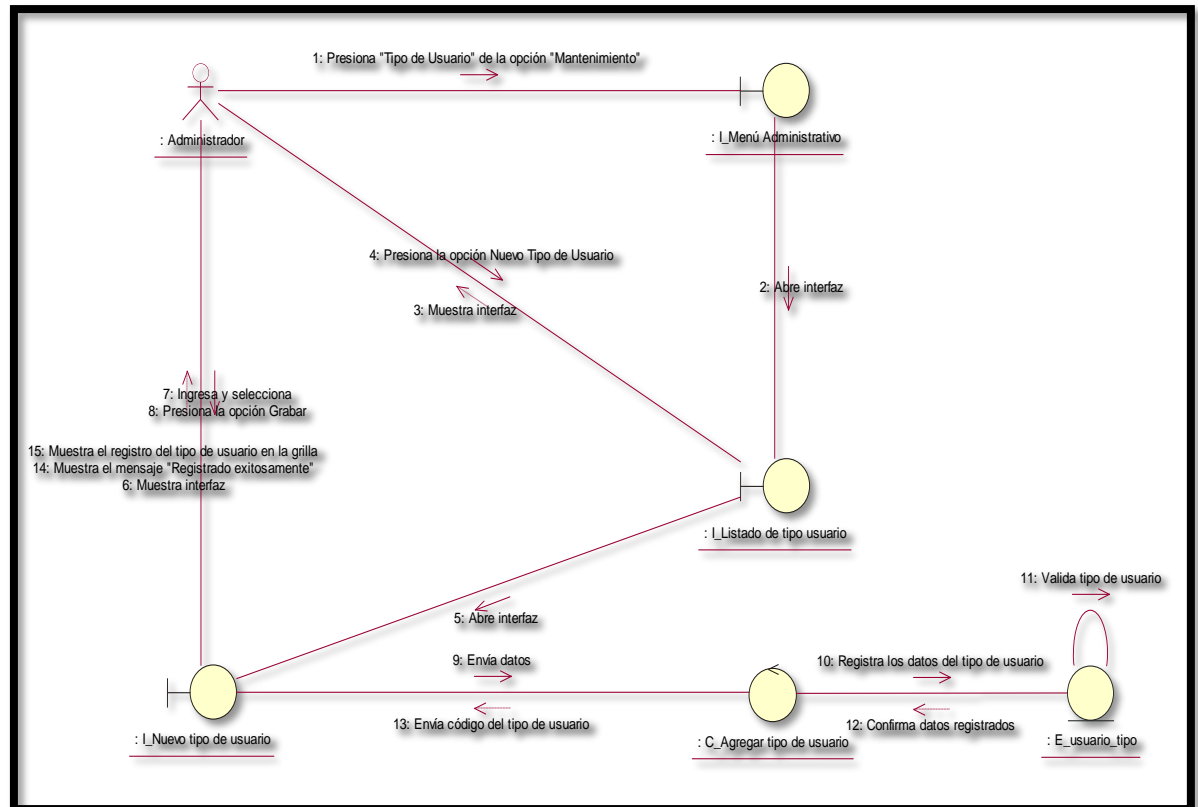 1: Presiona "Tipo de Usuario" de la opción "Mantenimiento"
: Administrador
: I_Menú Administrativo
4: Presiona la opción Nuevo Tipo de Usuario
2: Abre interfaz
3: Muestra interfaz
7: Ingresa y selecciona
8: Presiona la opción Grabar
15: Muestra el registro del tipo de usuario en la grilla
14: Muestra el mensaje "Registrado exitosamente"
6: Muestra interfaz
: I_Listado de tipo usuario
11: Valida tipo de usuario
5: Abre interfaz
9: Envía datos
10: Registra los datos del tipo de usuario
13: Envía código del tipo de usuario
12: Confirma datos registrados
: I_Nuevo tipo de usuario
: C_Agregar tipo de usuario
: E_usuario_tipo